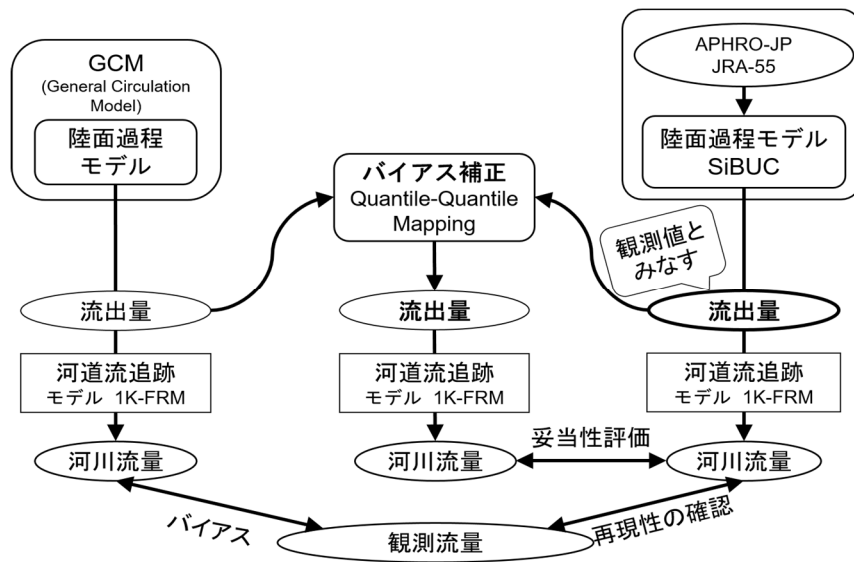 GCM
(General Circulation
Model)
陸面過程
モデル
流出量
河道流追跡
モデル 1K-FRM
河川流量
バイアス補正
Quantile-Quantile
Mapping
流出量
河道流追跡
モデル 1K-FRM
河川流量
APHRO-JP
JRA-55
陸面過程モデル
SiBUC
観測値と
みなす
流出量
河道流追跡
モデル 1K-FRM
河川流量
妥当性評価
バイアス
観測流量
再現性の確認